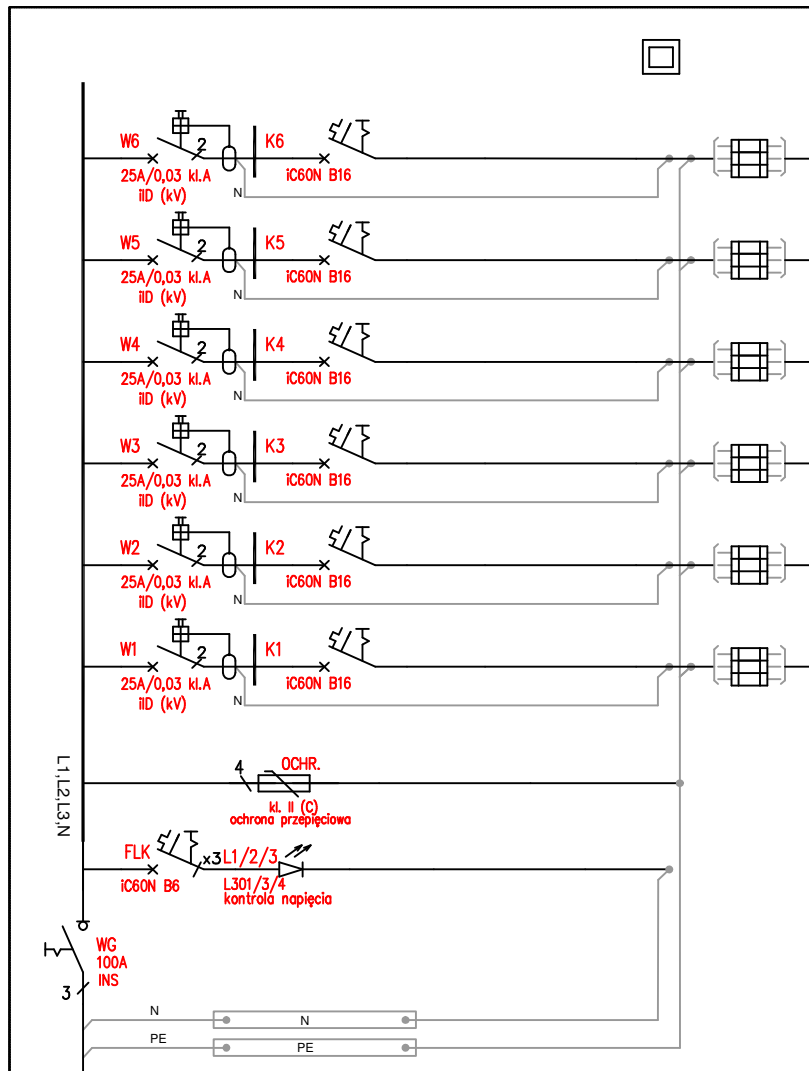 W6 2 K6
25A/0,03 kl.A iC60N B16
iID (kV) N
W5 2 K5
25A/0,03 kl.A iC60N B16
iID (kV) N
W4 2 K4
25A/0,03 kl.A iC60N B16
iID (kV) N
W3 2 K3
25A/0,03 kl.A iC60N B16
iID (kV) N
W2 2 K2
25A/0,03 kl.A iC60N B16
iID (kV) N
W1 2 K1
25A/0,03 kl.A iC60N B16
iID (kV) N
L1,L2,L3,N
4 OCHR.
kl. II (C)
ochrona przepięciowa
FLK x3 L1/2/3
iC60N B6 L301/3/4
kontrola napięcia
WG
100A
INS
3
N N
PE PE